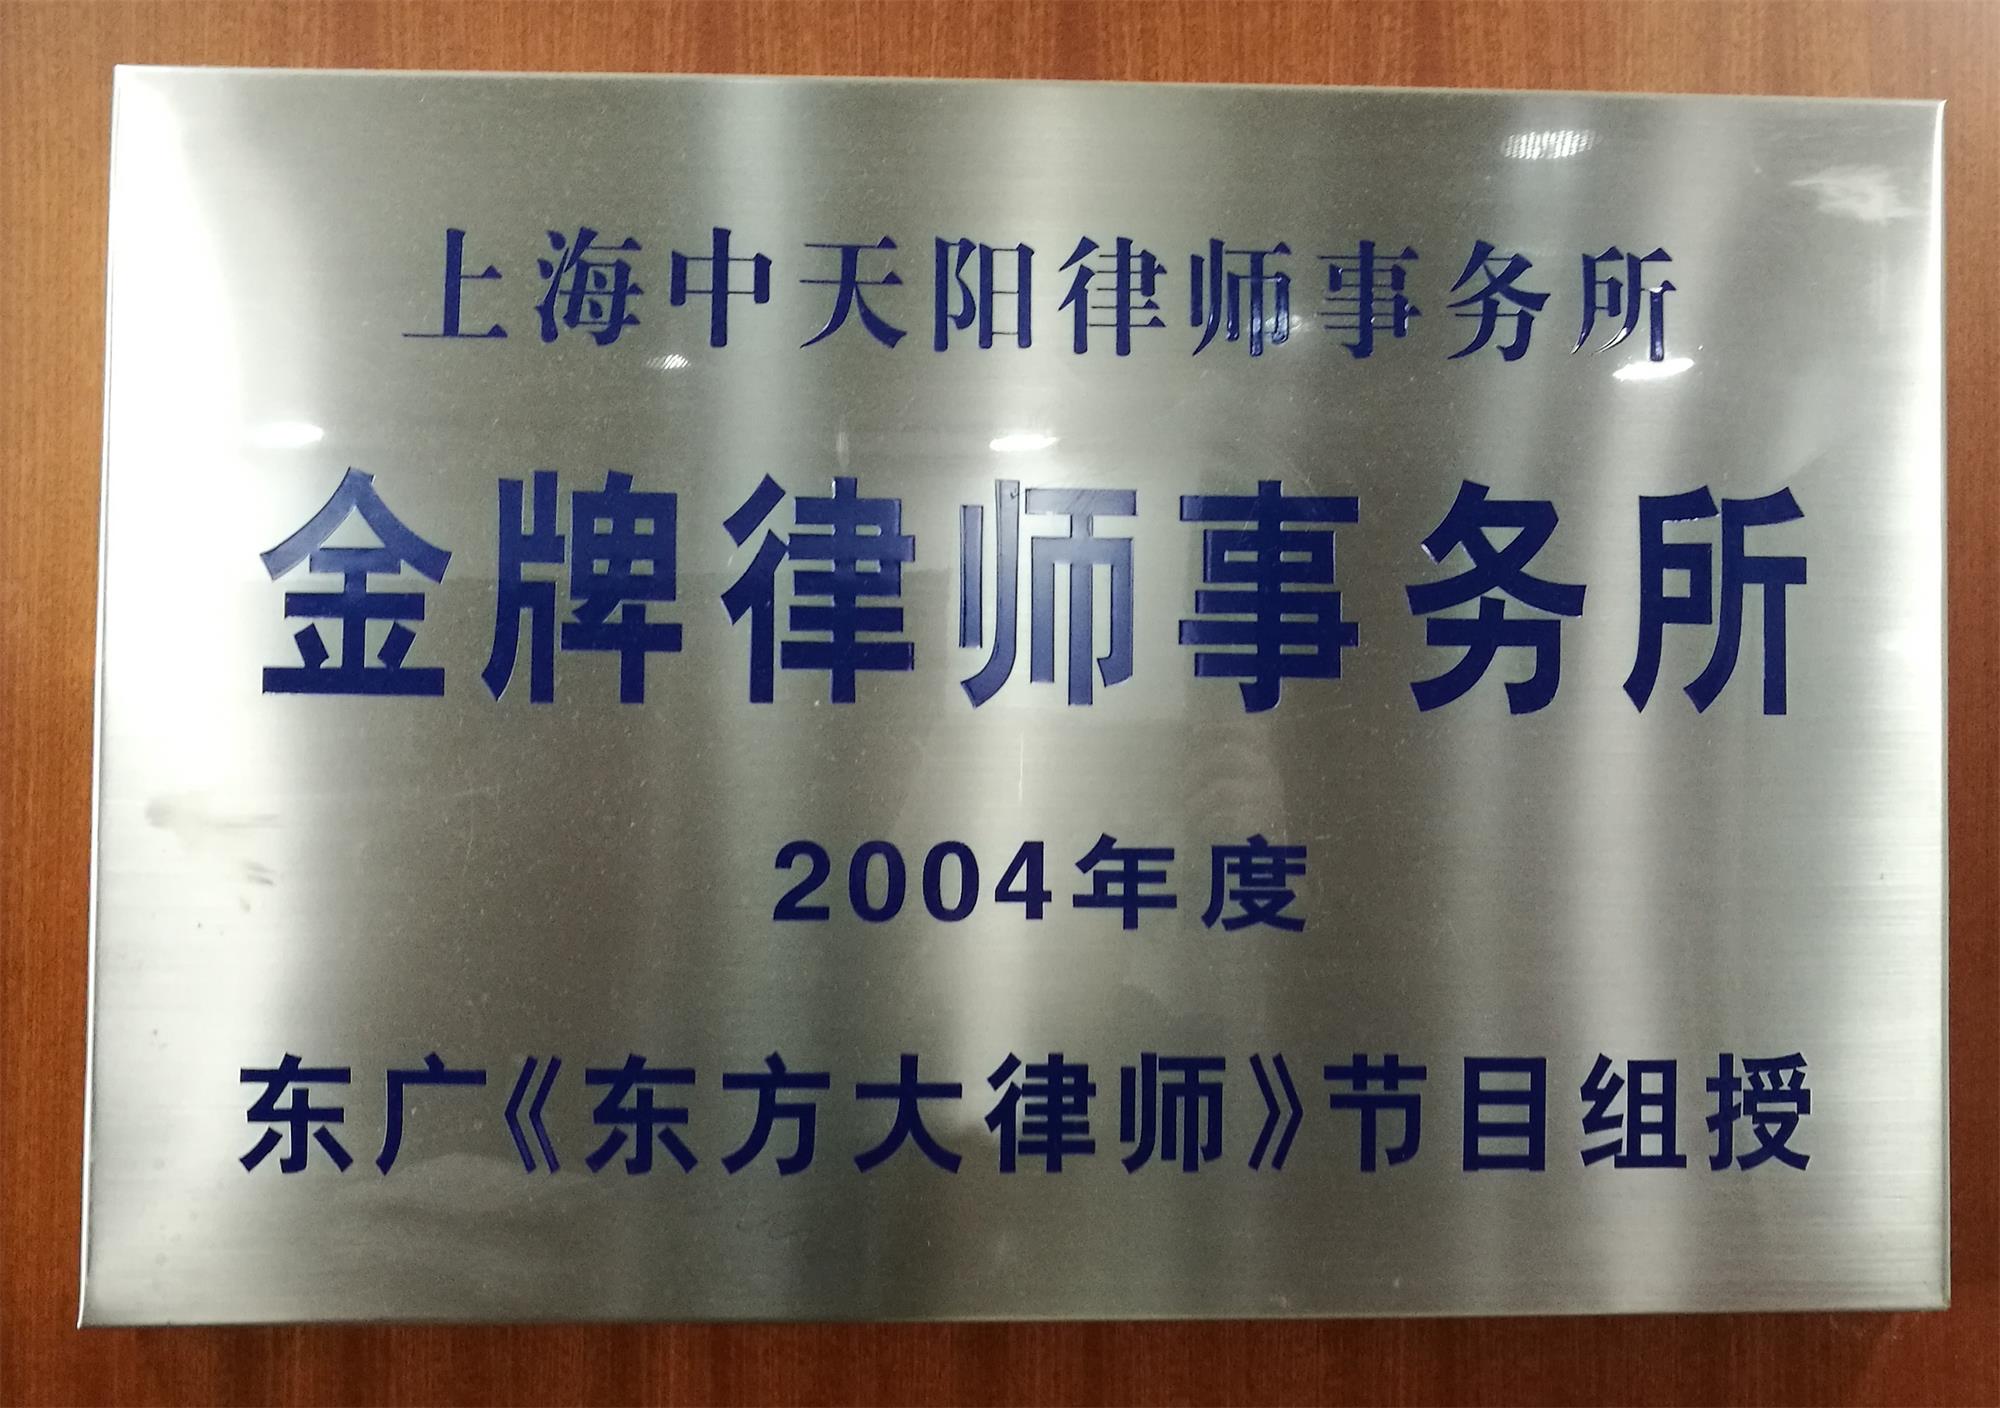 上海中天阳律师事务所
金牌律师事务所
2004年度
东广《东方大律师》节目组授